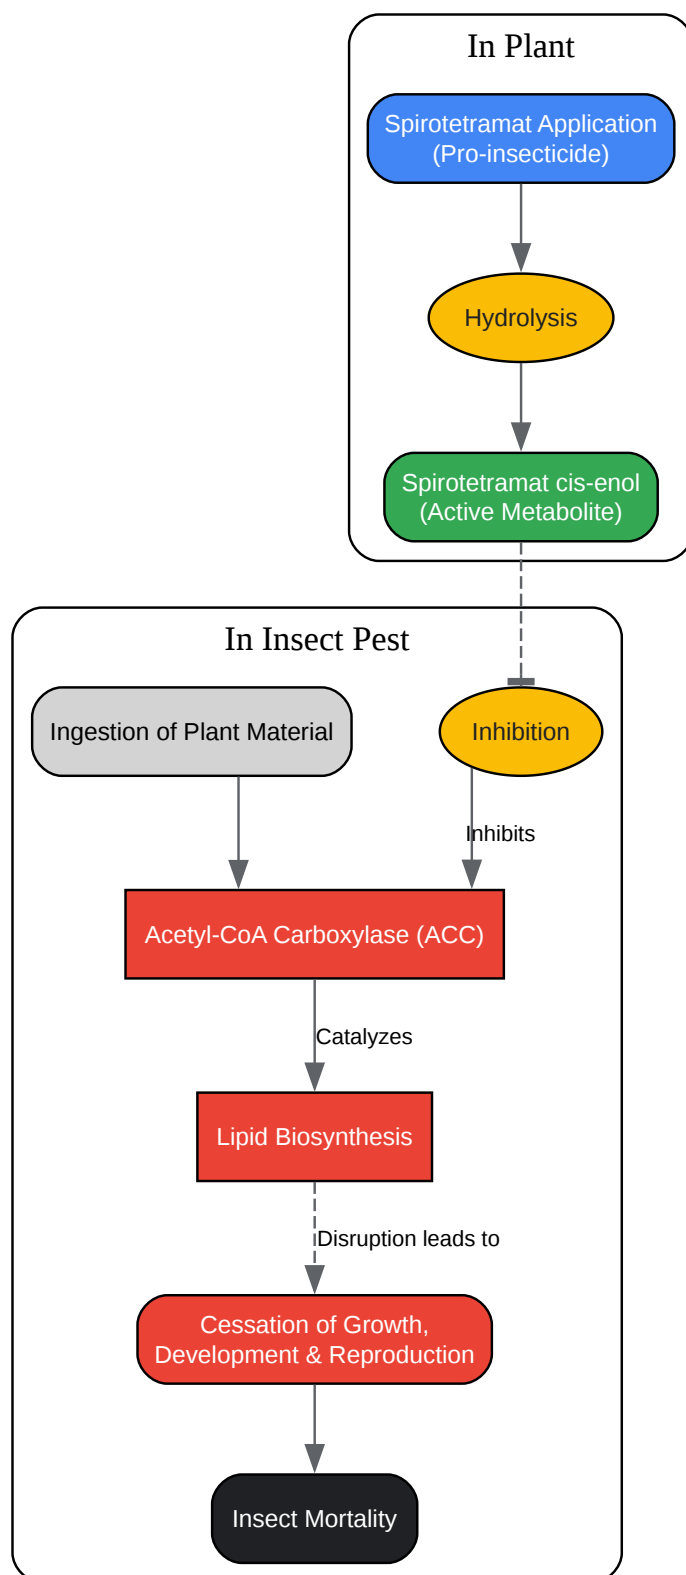 In Plant
Spirotetramat Application
(Pro-insecticide)
Hydrolysis
Spirotetramat cis-enol
(Active Metabolite)
In Insect Pest
Ingestion of Plant Material
Inhibition
Inhibits
Acetyl-CoA Carboxylase (ACC)
Catalyzes
Lipid Biosynthesis
Disruption leads to
Cessation of Growth,
Development & Reproduction
Insect Mortality